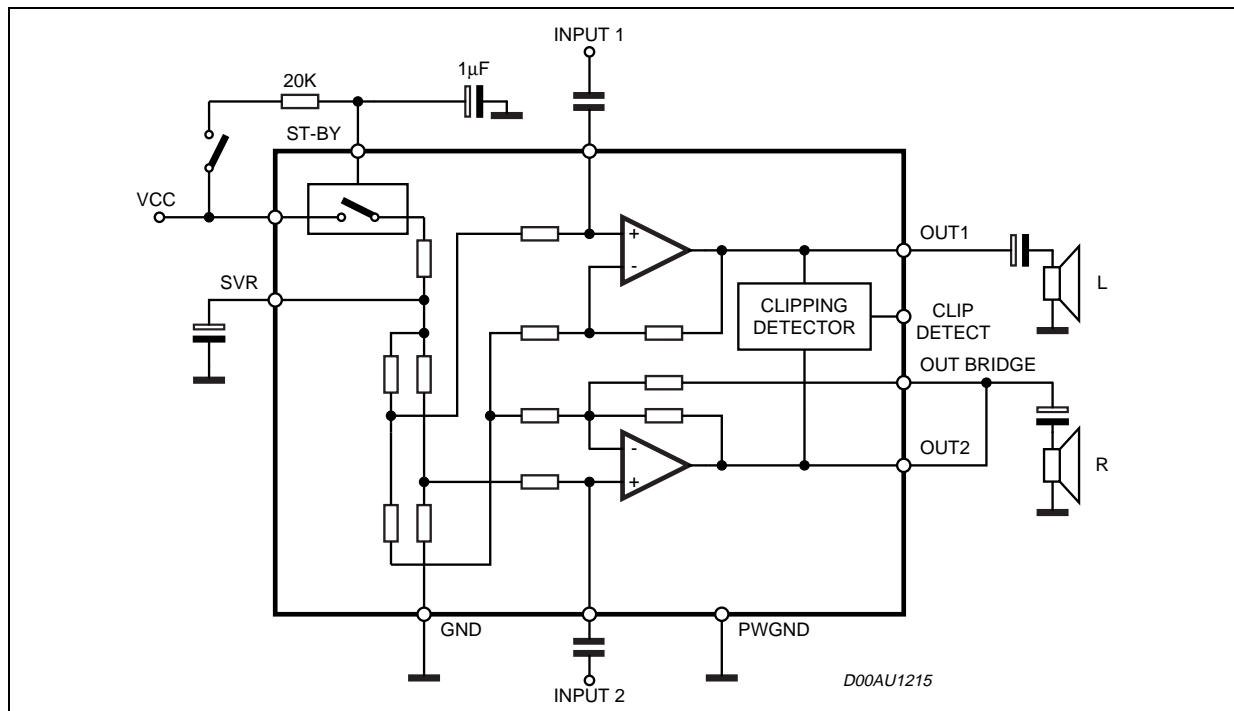 INPUT 1
20K
1μF
ST-BY
VCC
+
-
OUT1
SVR
L
CLIPPING
DETECTOR
CLIP
DETECT
OUT BRIDGE
-
+
OUT2
R
GND
PWGND
INPUT 2
D00AU1215